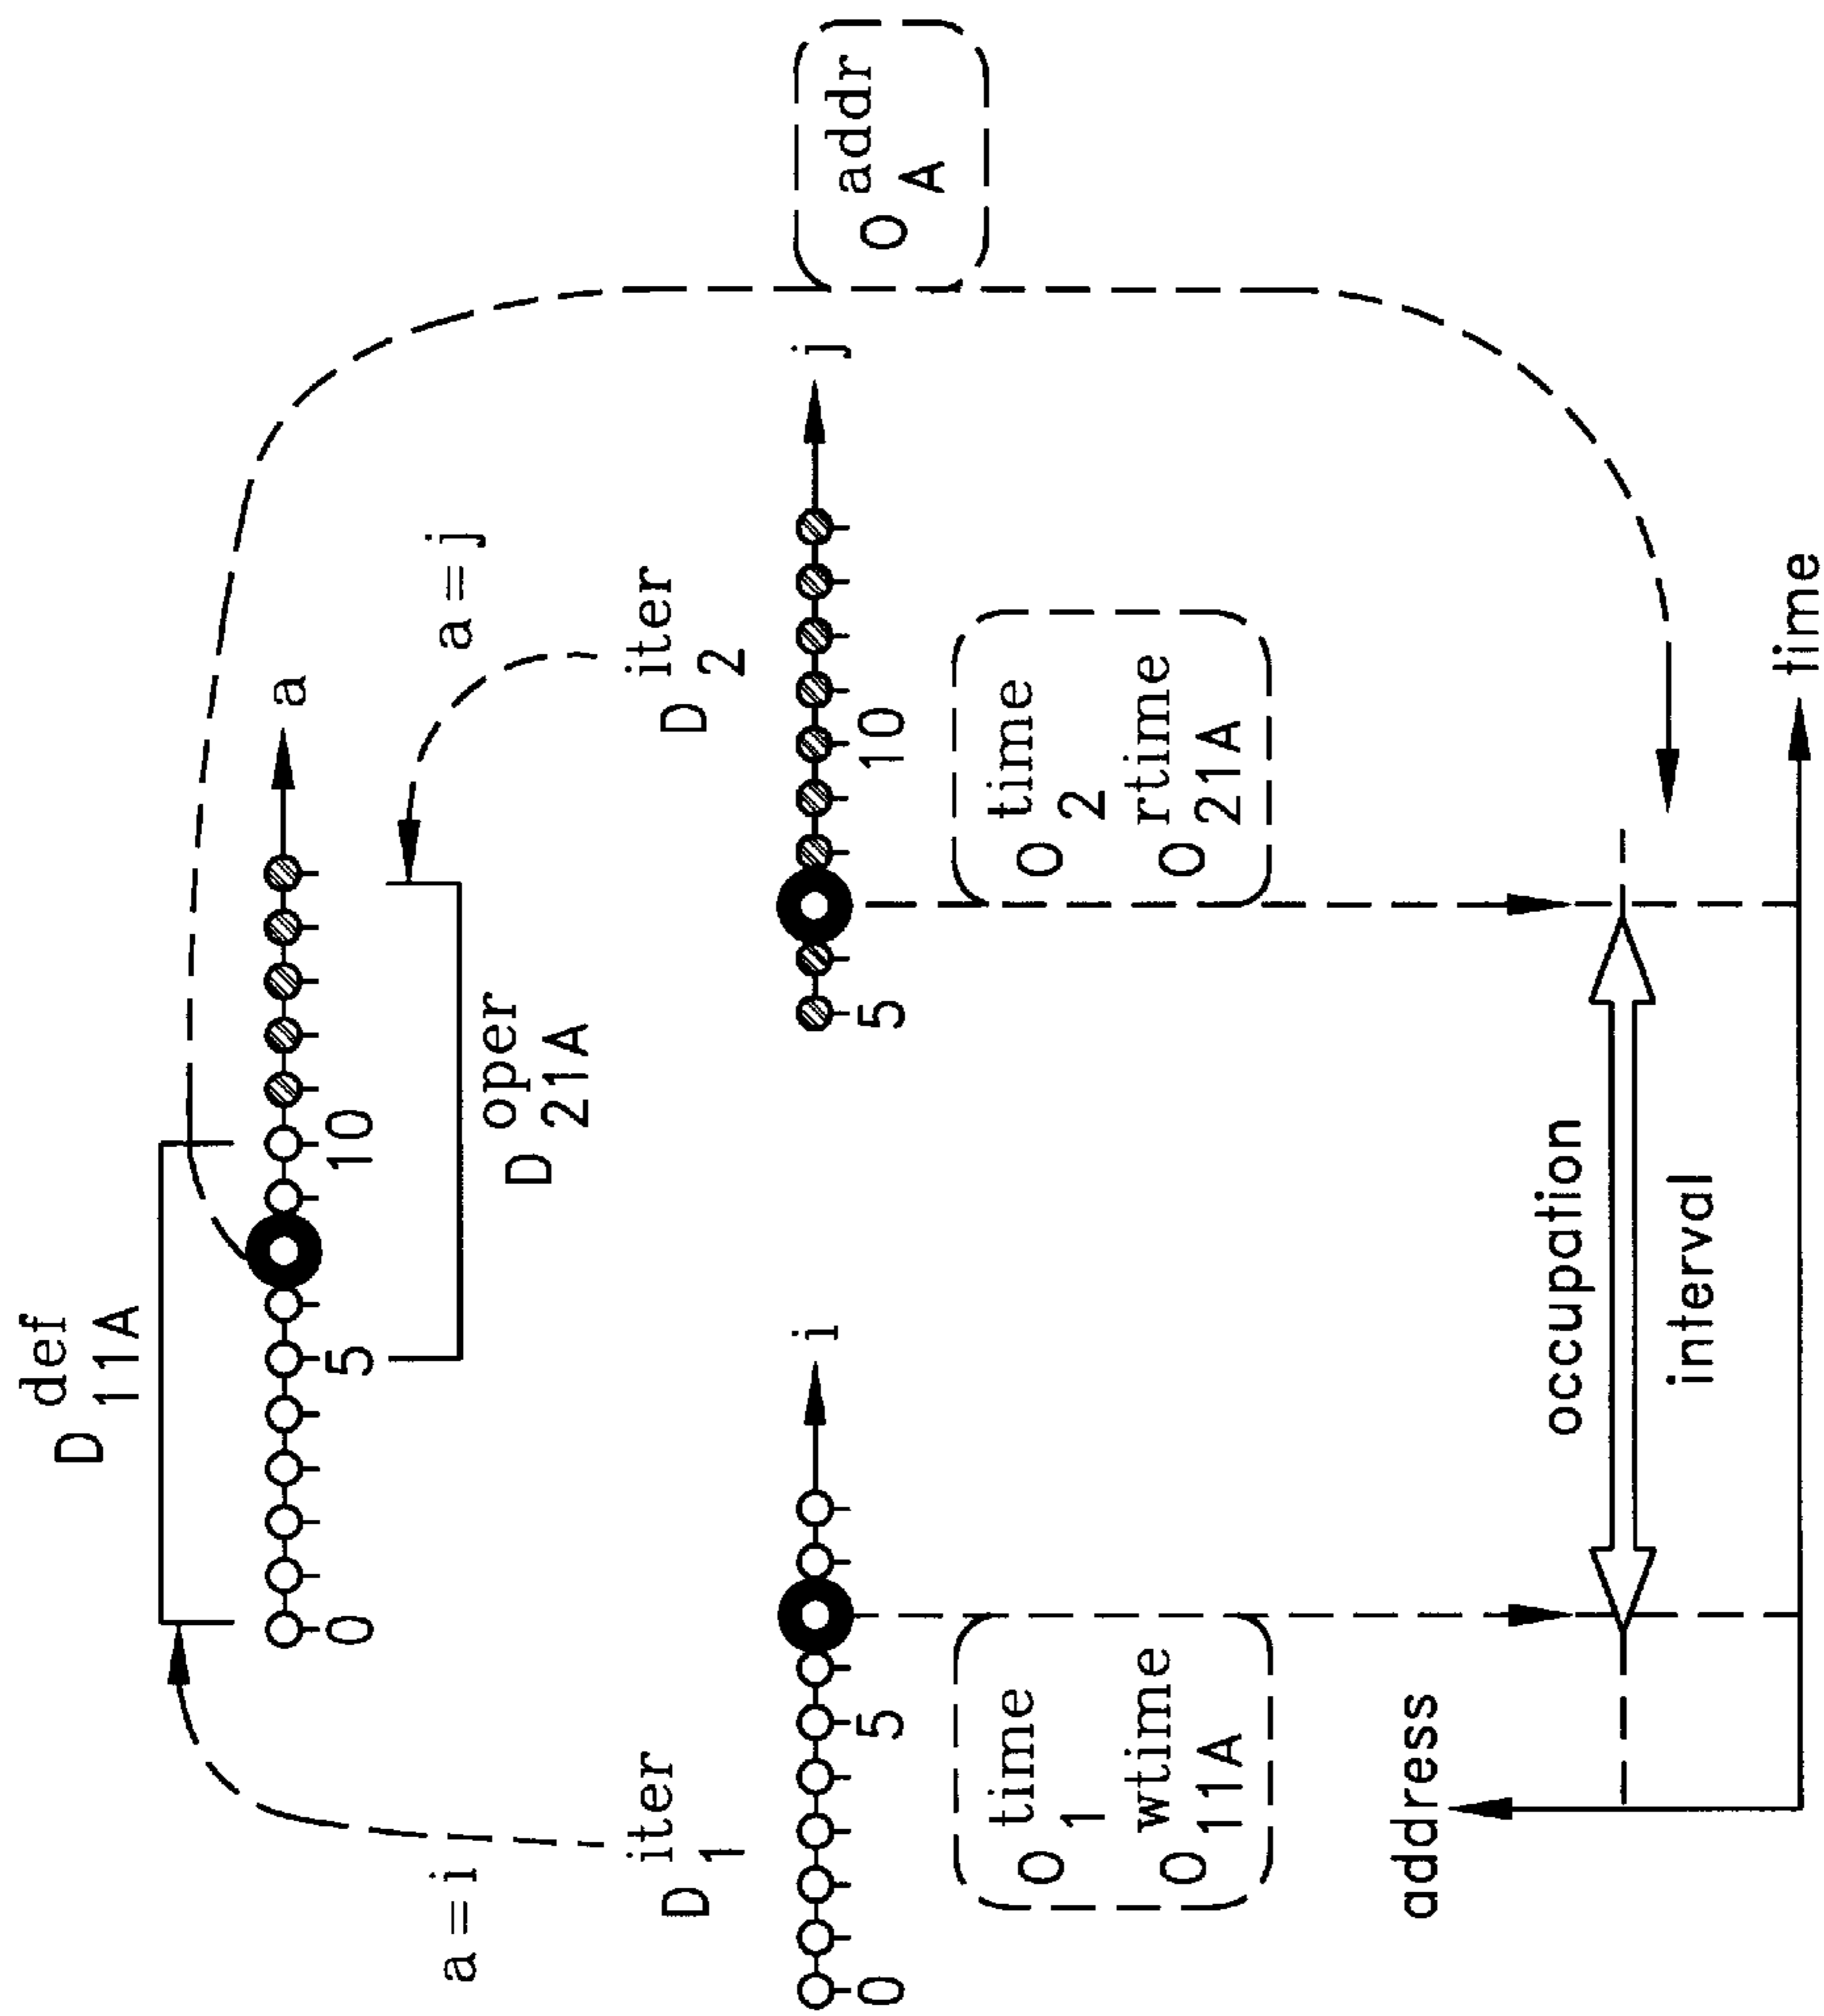 D def 11A
a
0 5 10
a = i
a = j
D oper 21A
D iter 1
D iter 2
i
j
0 5
5 10
O addr A
O time 1
O time 2
O wtime 11A
O rtime 21A
address
occupation
interval
time